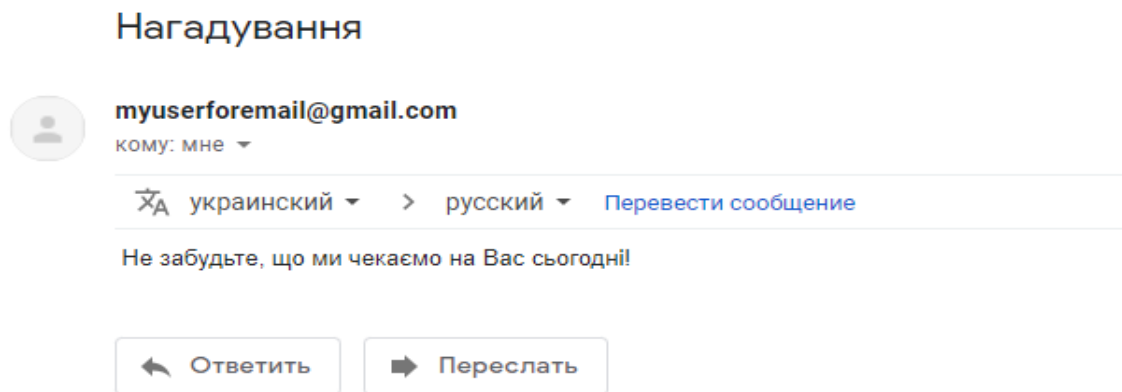 Нагадування
myuserforemail@gmail.com
кому: мне
украинский > русский Перевести сообщение
Не забудьте, що ми чекаємо на Вас сьогодні!
Ответить Переслать